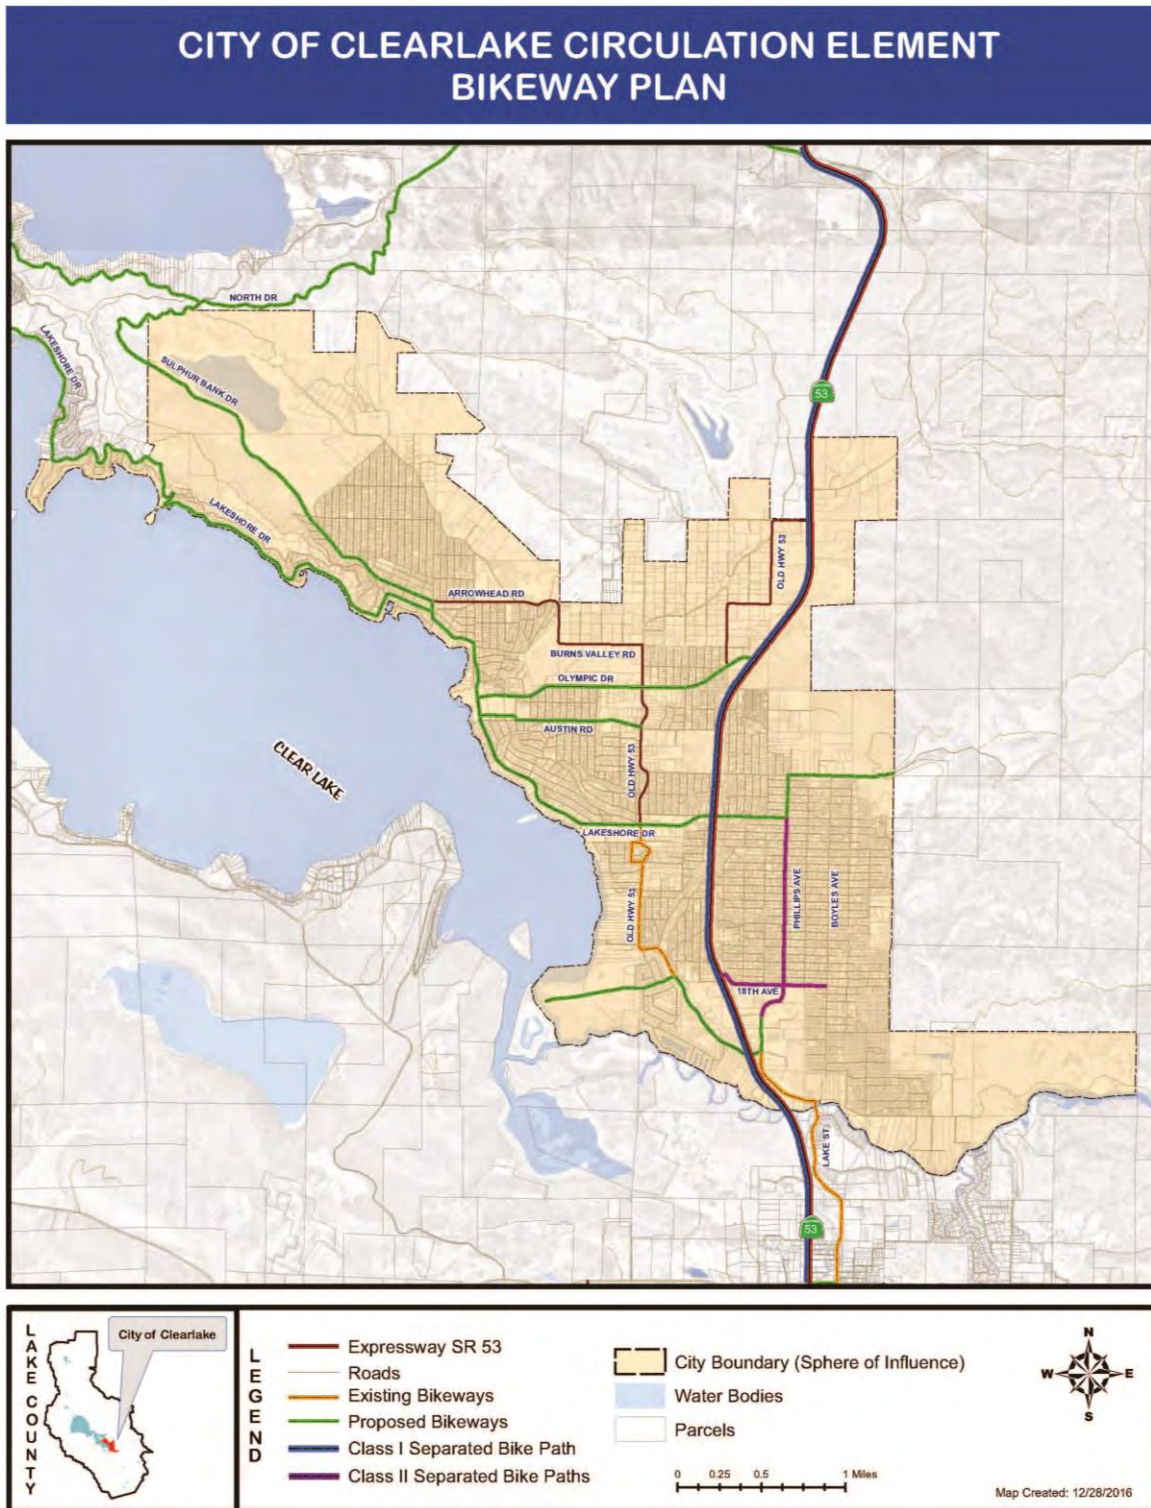 CITY OF CLEARLAKE CIRCULATION ELEMENT
BIKEWAY PLAN
NORTH DR
LAKESHORE DR
SULPHUR BANK DR
53
LAKESHORE DR
OLD HWY 53
ARROWHEAD RD
BURNS VALLEY RD
OLYMPIC DR
AUSTIN RD
CLEAR LAKE
OLD HWY 53
LAKESHORE DR
OLD HWY 53
PHILLIPS AVE
BOYLES AVE
18TH AVE
LAKE ST
53
LAKE COUNTY
City of Clearlake
LEGEND
Expressway SR 53
Roads
Existing Bikeways
Proposed Bikeways
Class I Separated Bike Path
Class II Separated Bike Paths
City Boundary (Sphere of Influence)
Water Bodies
Parcels
0 0.25 0.5 1 Miles
N
W E
S
Map Created: 12/28/2016